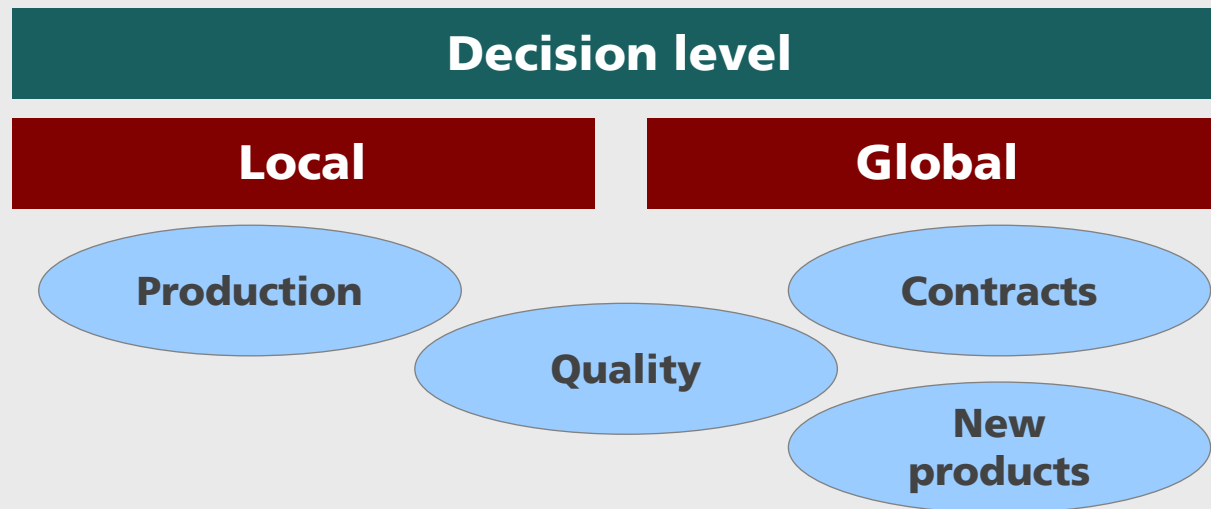 Decision level
Local
Global
Production
Contracts
Quality
New
products